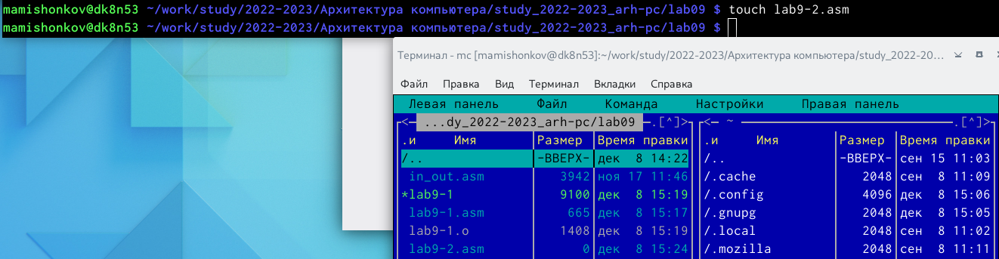 mamishonkov@dk8n53 ~/work/study/2022-2023/Архитектура компьютера/study_2022-2023_arh-pc/lab09 $ touch lab9-2.asm
mamishonkov@dk8n53 ~/work/study/2022-2023/Архитектура компьютера/study_2022-2023_arh-pc/lab09 $
Терминал - mc [mamishonkov@dk8n53]:~/work/study/2022-2023/Архитектура компьютера/study_2022-20...
Файл Правка Вид Терминал Вкладки Справка
Левая панель Файл Команда Настройки Правая панель
<- ...dy_2022-2023_arh-pc/lab09 -.[^]> <- ~ -.[^]>
.и Имя Размер Время правки .и Имя Размер Время правки
/.. -ВВЕРХ- дек 8 14:22 /.. -ВВЕРХ- сен 15 11:03
in_out.asm 3942 ноя 17 11:46 /.cache 2048 сен 8 11:09
*lab9-1 9100 дек 8 15:19 /.config 4096 дек 8 15:06
lab9-1.asm 665 дек 8 15:17 /.gnupg 2048 дек 8 15:05
lab9-1.o 1408 дек 8 15:19 /.local 2048 сен 8 11:02
lab9-2.asm 0 дек 8 15:24 /.mozilla 2048 сен 8 11:11